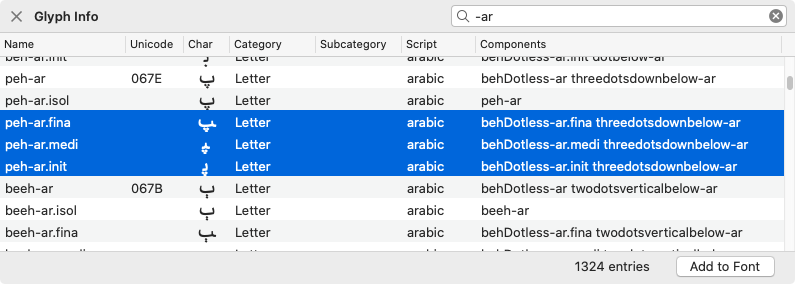 Glyph Info -ar
Name Unicode Char Category Subcategory Script Components
beh-ar.init Letter arabic behDotless-ar.init dotbelow-ar
peh-ar 067E پ Letter arabic behDotless-ar threedotsdownbelow-ar
peh-ar.isol پ Letter arabic peh-ar
peh-ar.fina ـپ Letter arabic behDotless-ar.fina threedotsdownbelow-ar
peh-ar.medi ـپـ Letter arabic behDotless-ar.medi threedotsdownbelow-ar
peh-ar.init پـ Letter arabic behDotless-ar.init threedotsdownbelow-ar
beeh-ar 067B ٻ Letter arabic behDotless-ar twodotsverticalbelow-ar
beeh-ar.isol ٻ Letter arabic beeh-ar
beeh-ar.fina ـٻ Letter arabic behDotless-ar.fina twodotsverticalbelow-ar
1324 entries Add to Font